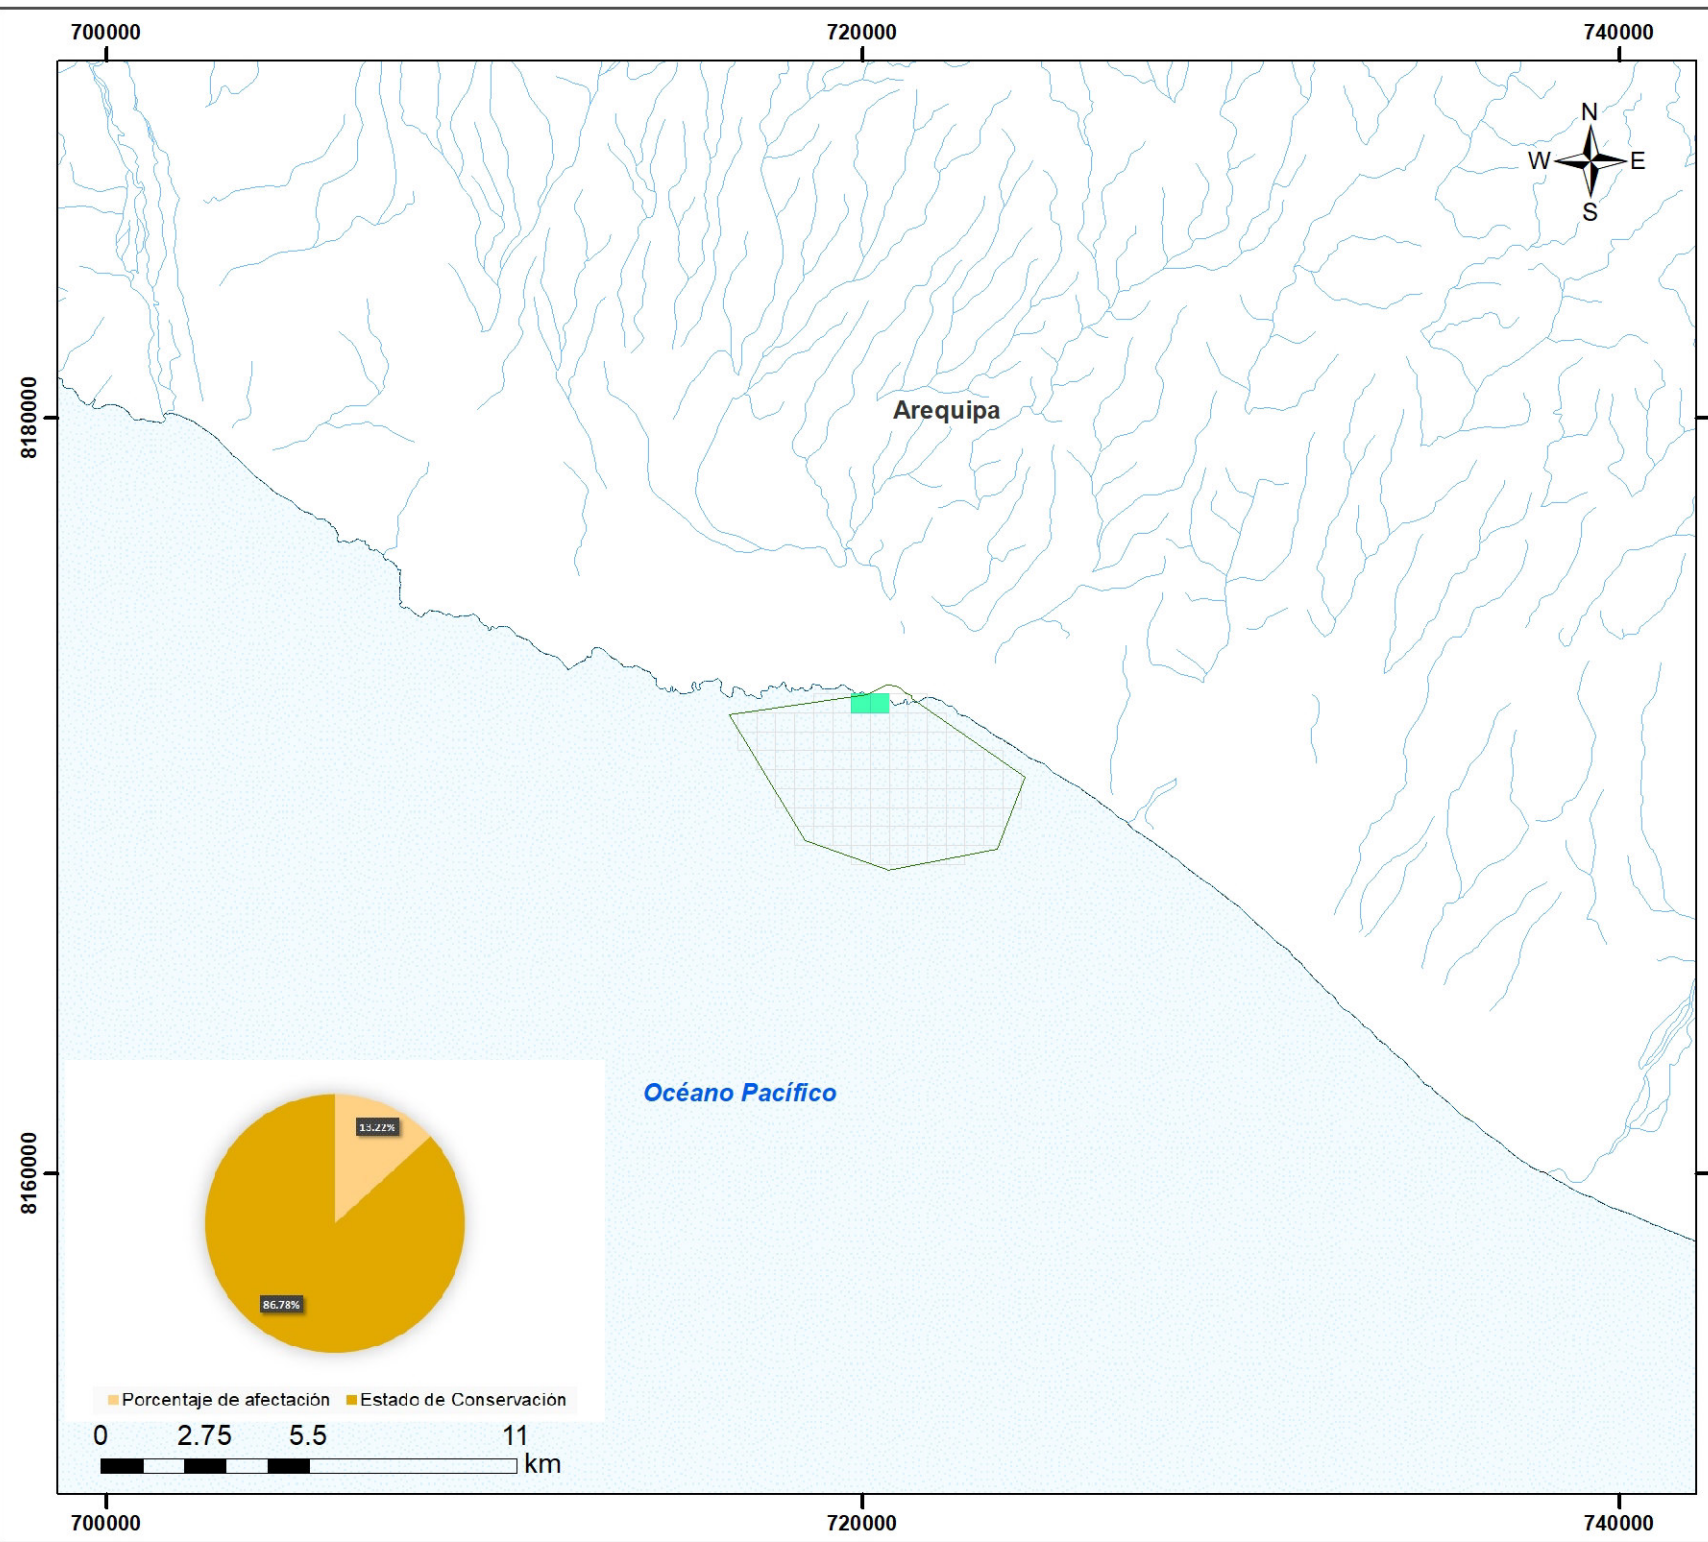 700000 720000 740000
N
W E
S
8180000
Arequipa
8160000
Océano Pacífico
13.22%
86.78%
Porcentaje de afectación Estado de Conservación
0 2.75 5.5 11
km
700000 720000 740000